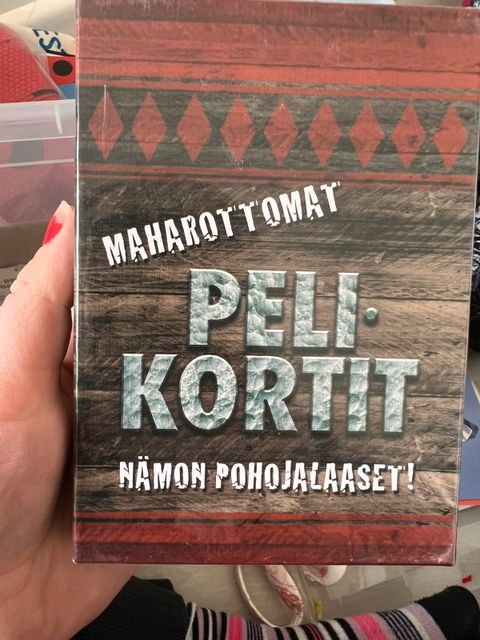 MAHAROTTOMAT
PELI-
KORTIT
NÄMON POHOJALAASET!